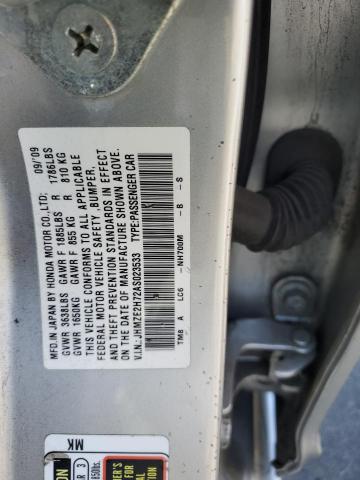 MFD.IN JAPAN BY HONDA MOTOR CO.,LTD. 09/'09
GVWR 3638LBS GAWR F 1885LBS R 1786LBS
GVWR 1650KG GAWR F 855 KG R 810 KG
THIS VEHICLE CONFORMS TO ALL APPLICABLE
FEDERAL MOTOR VEHICLE SAFETY ,BUMPER,
AND THEFT PREVENTION STANDARDS IN EFFECT
ON THE DATE OF MANUFACTURE SHOWN ABOVE.
V.I.N.:JHMZE2H72AS023533 TYPE:PASSENGER CAR
TM8 A LC6 -NH700M -B -S
MK
R 3